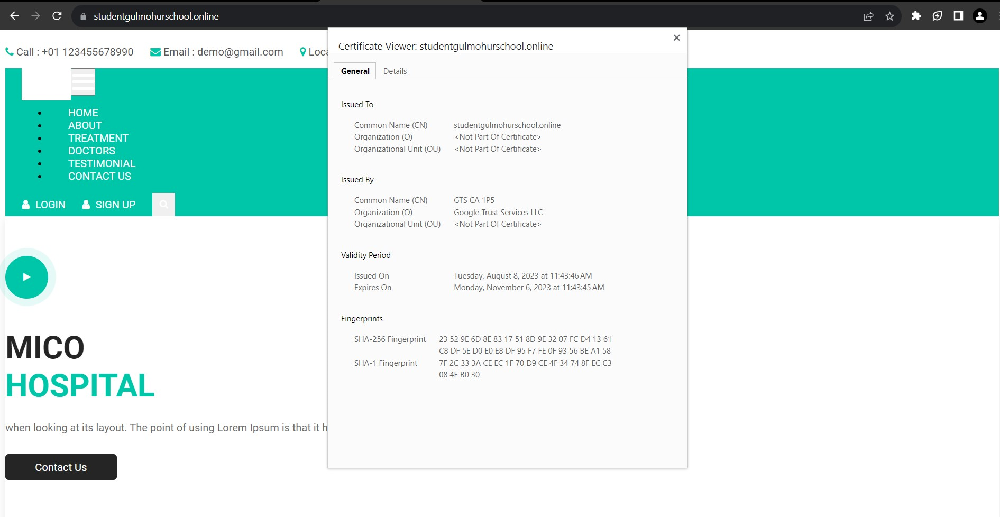 studentgulmohurschool.online
Call : +01 123455678990 Email : demo@gmail.com
HOME
ABOUT
TREATMENT
DOCTORS
TESTIMONIAL
CONTACT US
LOGIN SIGN UP
MICO
HOSPITAL
when looking at its layout. The point of using Lorem Ipsum is that it
Contact Us
Certificate Viewer: studentgulmohurschool.online
General Details
Issued To
Common Name (CN) studentgulmohurschool.online
Organization (O) <Not Part Of Certificate>
Organizational Unit (OU) <Not Part Of Certificate>
Issued By
Common Name (CN) GTS CA 1P5
Organization (O) Google Trust Services LLC
Organizational Unit (OU) <Not Part Of Certificate>
Validity Period
Issued On Tuesday, August 8, 2023 at 11:43:46 AM
Expires On Monday, November 6, 2023 at 11:43:45 AM
Fingerprints
SHA-256 Fingerprint 23 52 9E 6D 8E 83 17 51 8D 9E 32 07 FC D4 13 61
C8 DF 5E D0 E0 E8 DF 95 F7 FE 0F 93 56 BE A1 58
SHA-1 Fingerprint 7F 2C 33 3A CE EC 1F 70 D9 CE 4F 34 74 8F EC C3
08 4F B0 30